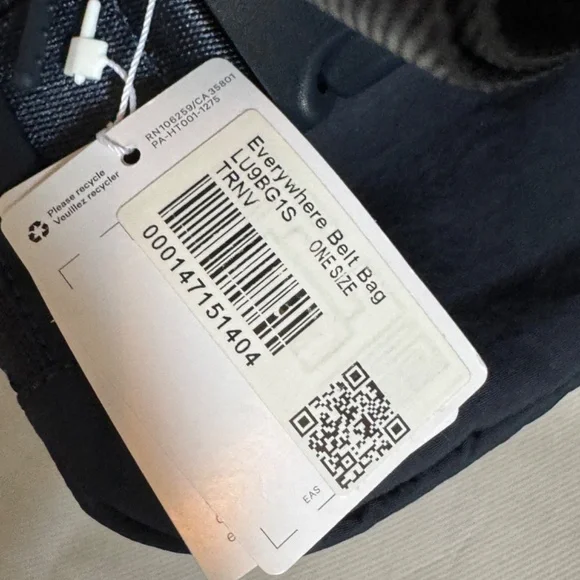 RN106259/CA35801
PA-HT001-1275
Please recycle
Veuillez recycler
Everywhere Belt Bag
LU9BG1S ONE SIZE
TRNV
000147151404
EAS